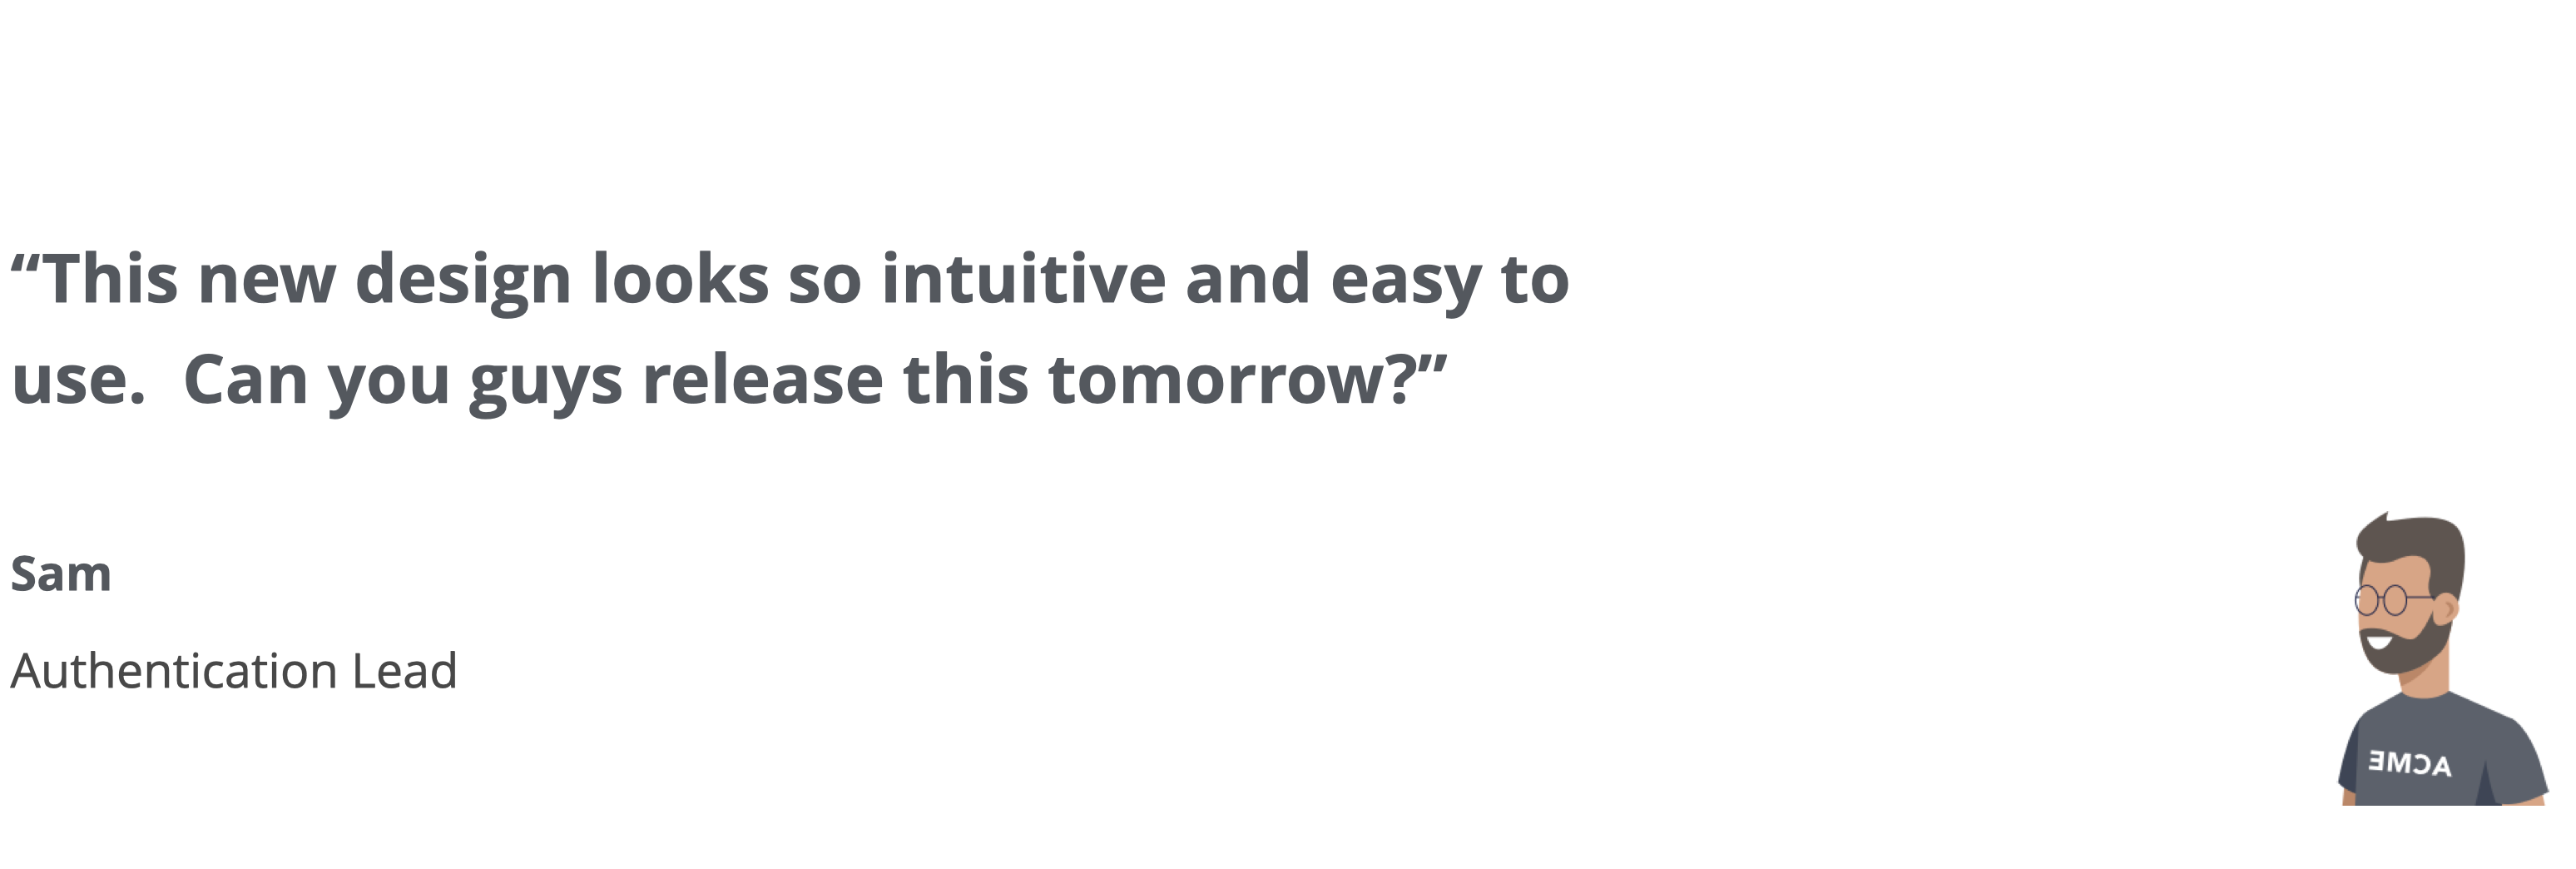 “This new design looks so intuitive and easy to
use.  Can you guys release this tomorrow?”
Sam
Authentication Lead
ACME